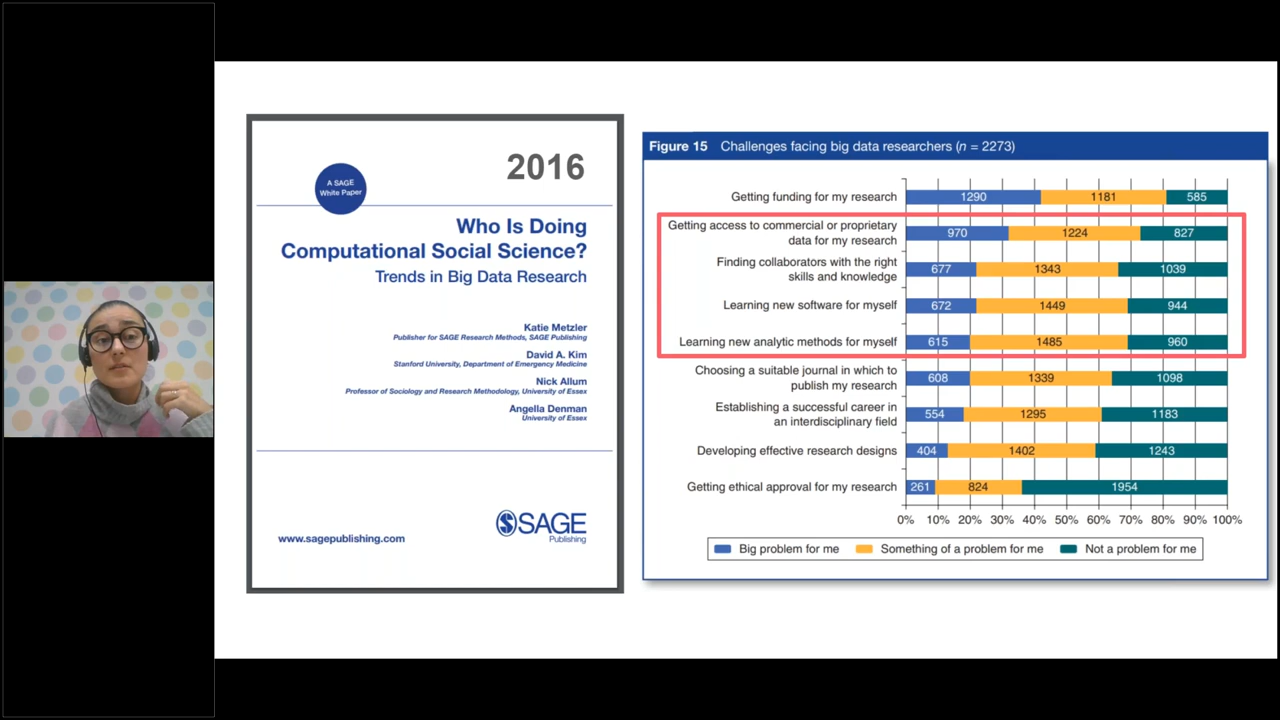 2016
A SAGE
White Paper
Who Is Doing
Computational Social Science?
Trends in Big Data Research
Katie Metzler
Publisher for SAGE Research Methods, SAGE Publishing
David A. Kim
Stanford University, Department of Emergency Medicine
Nick Allum
Professor of Sociology and Research Methodology, University of Essex
Angella Denman
University of Essex
www.sagepublishing.com
SAGE
Publishing
Figure 15 Challenges facing big data researchers (n = 2273)
Getting funding for my research 1290 1181 585
Getting access to commercial or proprietary
data for my research 970 1224 827
Finding collaborators with the right
skills and knowledge 677 1343 1039
Learning new software for myself 672 1449 944
Learning new analytic methods for myself 615 1485 960
Choosing a suitable journal in which to
publish my research 608 1339 1098
Establishing a successful career in
an interdisciplinary field 554 1295 1183
Developing effective research designs 404 1402 1243
Getting ethical approval for my research 261 824 1954
0% 10% 20% 30% 40% 50% 60% 70% 80% 90% 100%
Big problem for me Something of a problem for me Not a problem for me